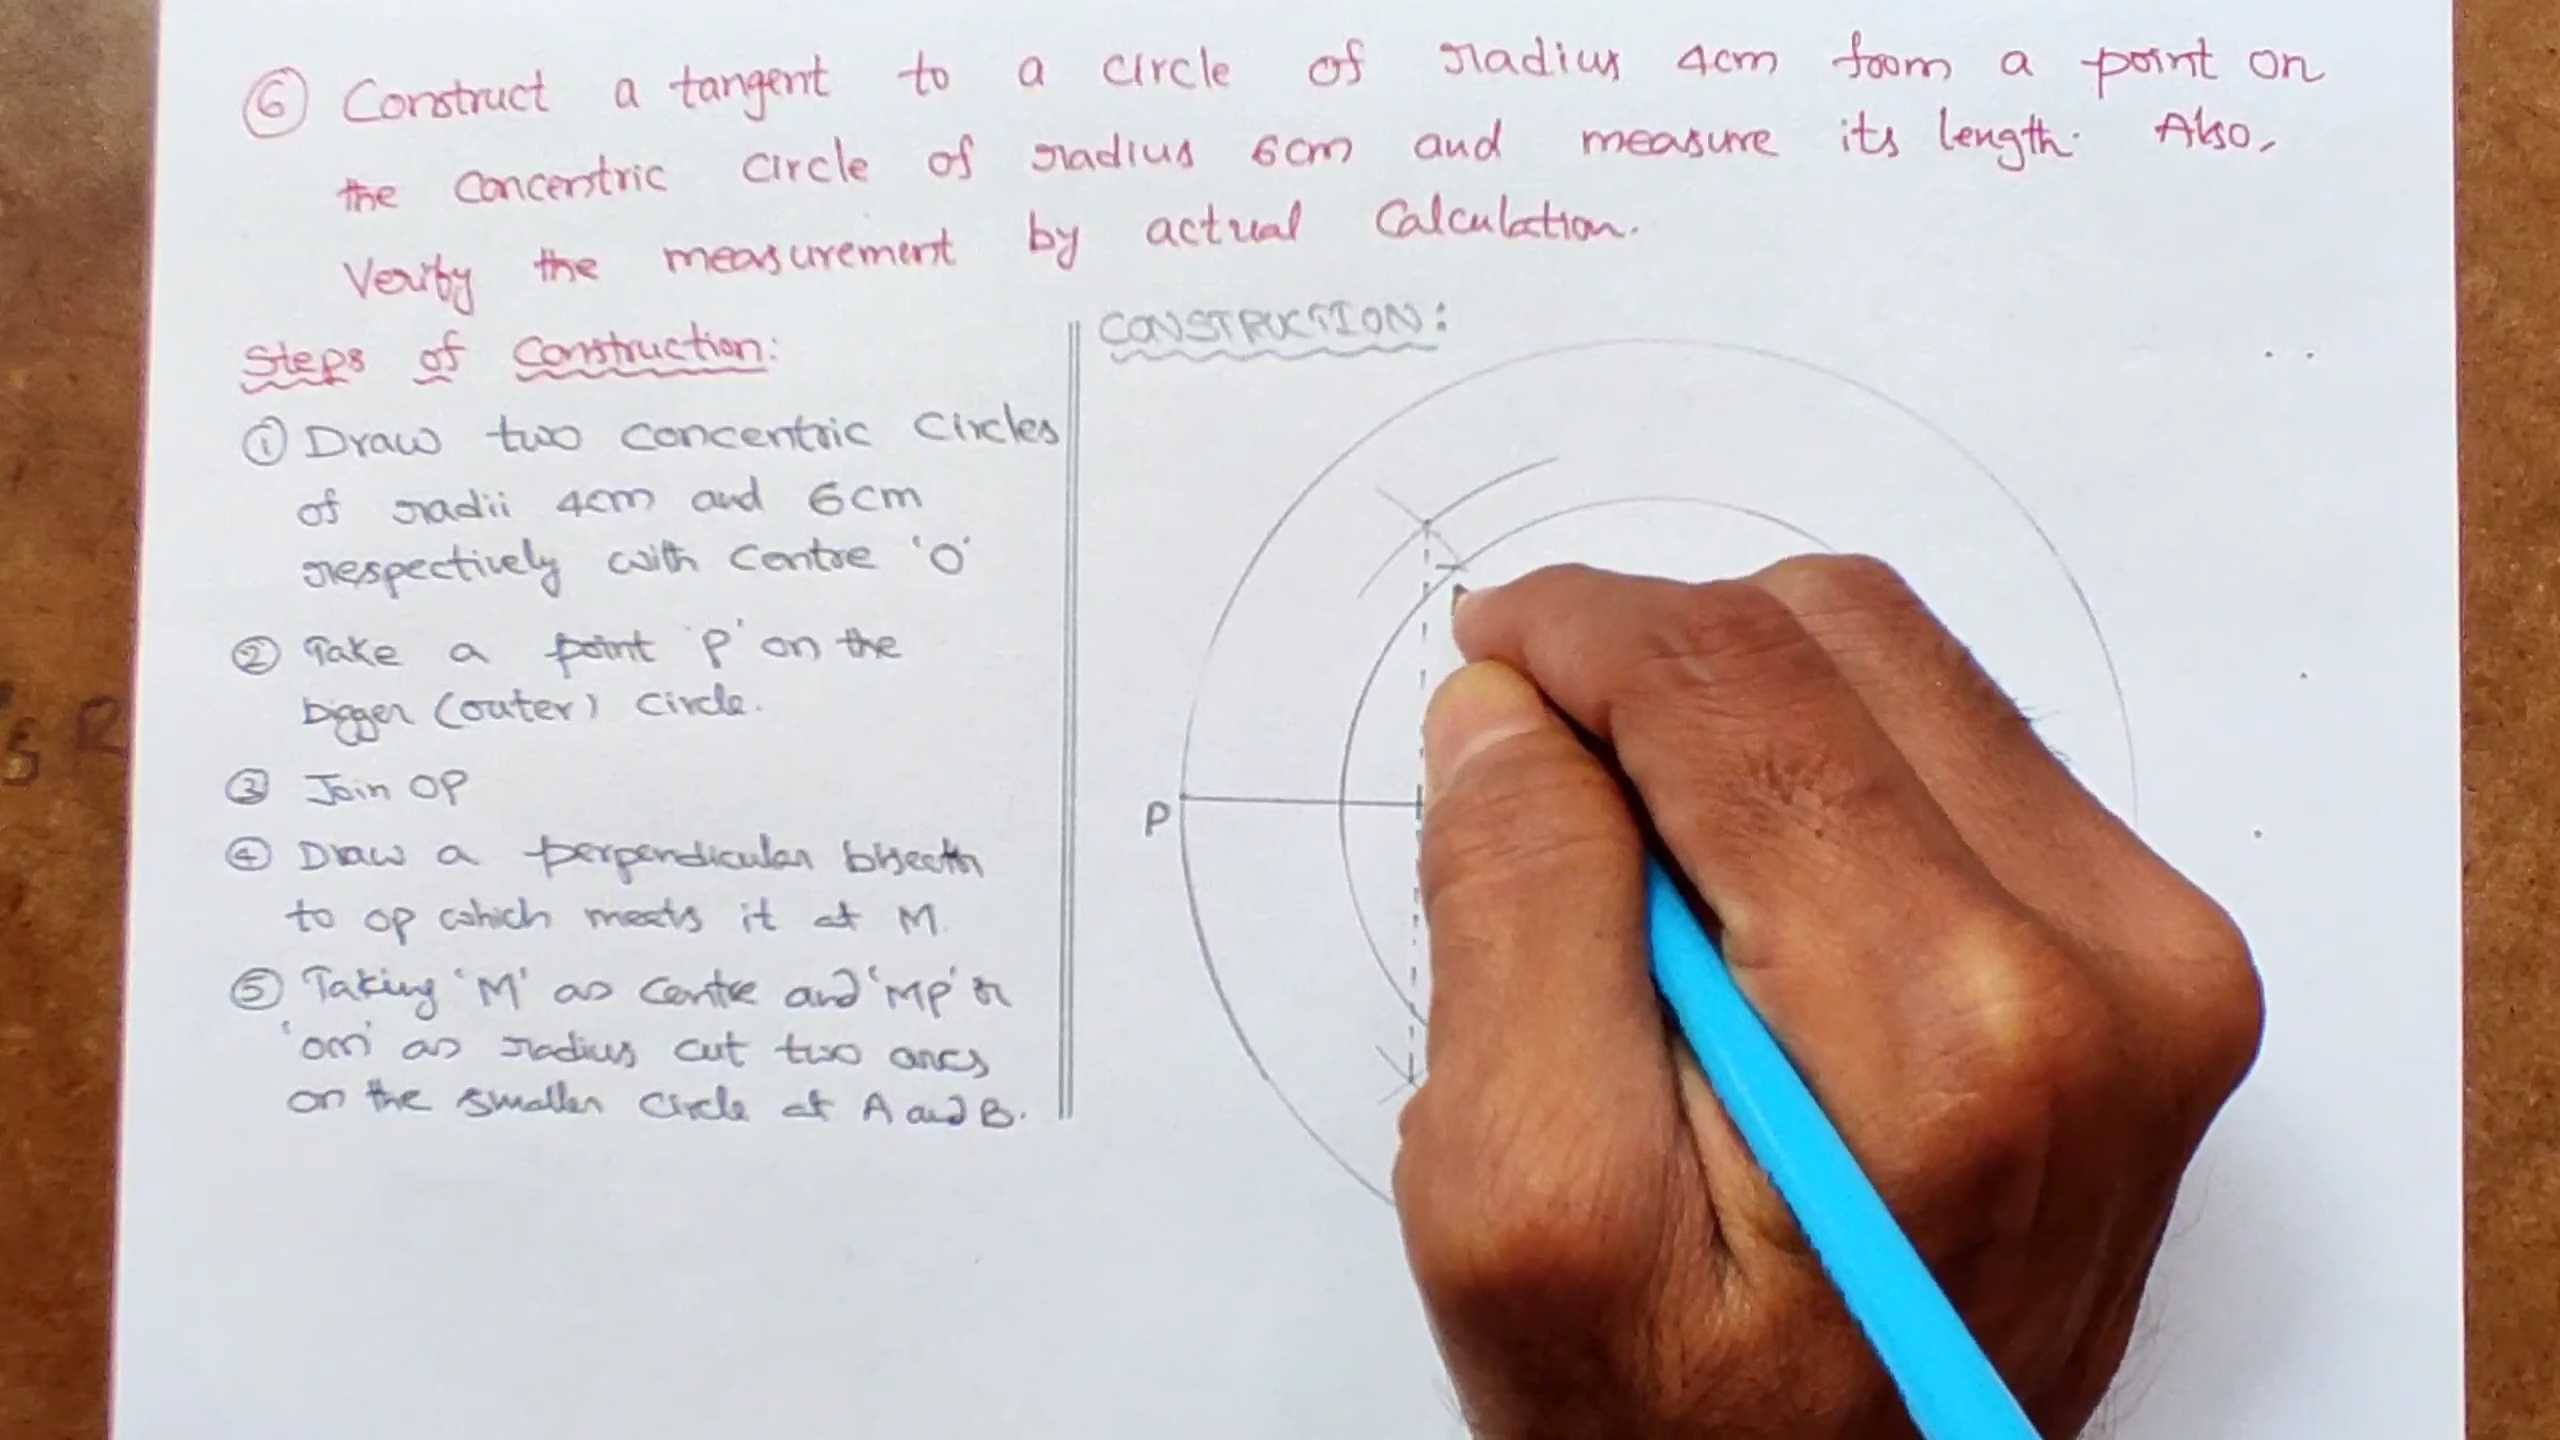 ⑥ Construct a tangent to a circle of radius 4cm from a point on
the concentric circle of radius 6cm and measure its length. Also,
Verify the measurement by actual Calculation.
Steps of Construction:
① Draw two concentric circles
of radii 4cm and 6cm
respectively with centre 'O'
② Take a point 'P' on the
bigger (outer) circle.
③ Join OP
④ Draw a perpendicular bisector
to OP which meets it at M.
⑤ Taking 'M' as centre and 'MP' or
'OM' as radius cut two arcs
on the smaller circle at A and B.
CONSTRUCTION:
P